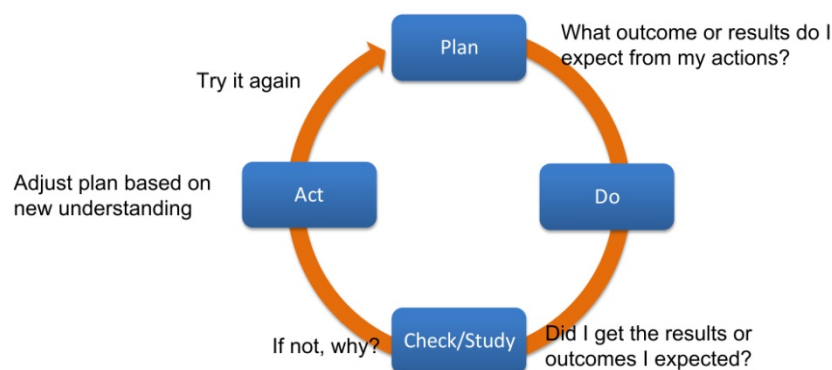 Plan
What outcome or results do I
expect from my actions?
Try it again
Adjust plan based on
new understanding
Act
Do
If not, why?
Check/Study
Did I get the results or
outcomes I expected?